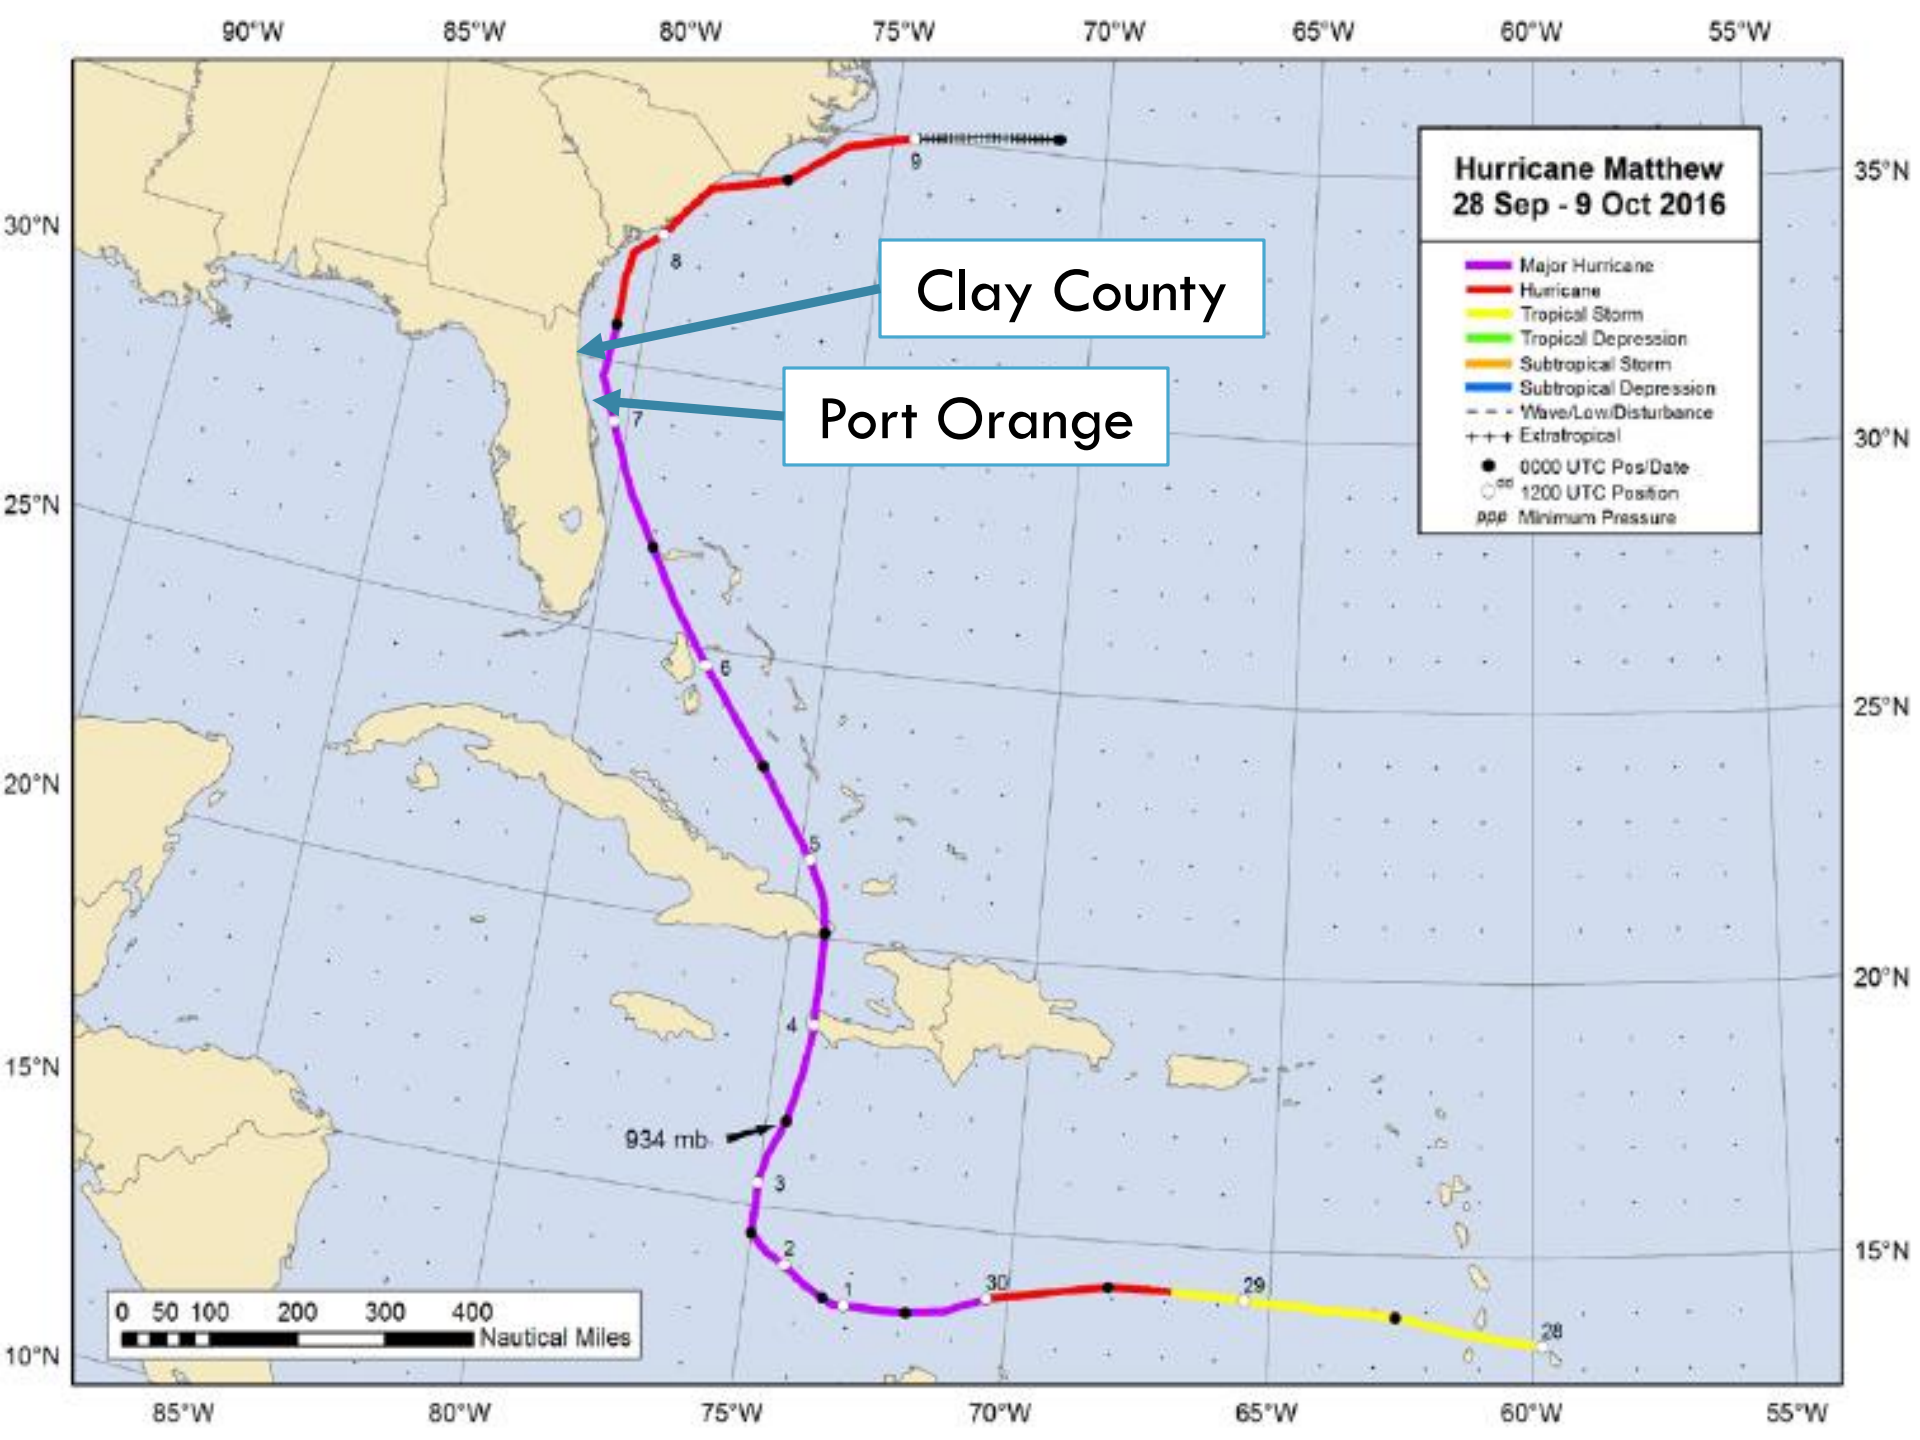 90°W 85°W 80°W 75°W 70°W 65°W 60°W 55°W
Hurricane Matthew
28 Sep - 9 Oct 2016
Major Hurricane
Hurricane
Tropical Storm
Tropical Depression
Subtropical Storm
Subtropical Depression
Wave/Low/Disturbance
Extratropical
0000 UTC Pos/Date
dd 1200 UTC Position
ppp Minimum Pressure
35°N
30°N
25°N
20°N
15°N
30°N
25°N
20°N
15°N
10°N
9
8
Clay County
Port Orange
7
6
5
4
934 mb
3
2
1
30
29
28
0 50 100 200 300 400
Nautical Miles
85°W 80°W 75°W 70°W 65°W 60°W 55°W